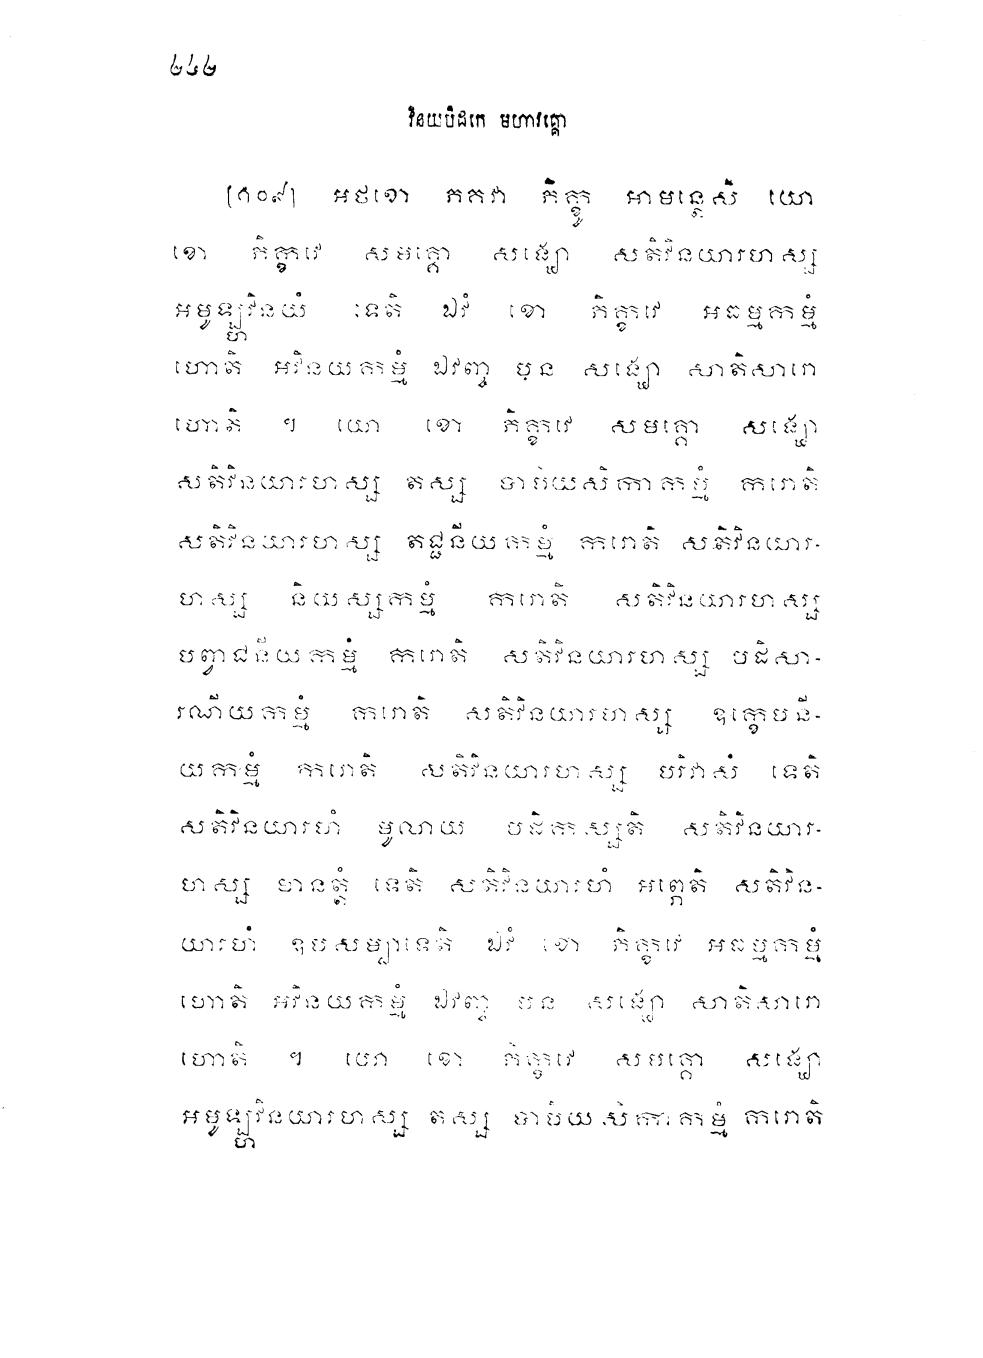 ២៤២
វិនយបិដកេ មហាវគ្គោ
[១០៩] អថខោ ភគវា ភិក្ខូ អាមន្តេសិ យោ
ខោ ភិក្ខវេ សមគ្គោ សង្ឃោ សតិវិនយារហស្ស
អមូឡ្ហវិនយំ ទេតិ ឯវំ ខោ ភិក្ខវេ អធម្មកម្មំ
ហោតិ អវិនយកម្មំ ឯវញ្ច បន សង្ឃោ សាតិសារោ
ហោតិ ។ យោ ខោ ភិក្ខវេ សមគ្គោ សង្ឃោ
សតិវិនយារហស្ស តស្ស បាបិយសិកាកម្មំ ករោតិ
សតិវិនយារហស្ស តជ្ជនីយកម្មំ ករោតិ សតិវិនយារ-
ហស្ស និយស្សកម្មំ ករោតិ សតិវិនយារហស្ស
បព្វាជនីយកម្មំ ករោតិ សតិវិនយារហស្ស បដិសា-
រណីយកម្មំ ករោតិ សតិវិនយារហស្ស ឧក្ខេបនី-
យកម្មំ ករោតិ សតិវិនយារហស្ស បរិវាសំ ទេតិ
សតិវិនយារហំ មូលាយ បដិកស្សតិ សតិវិនយារ-
ហស្ស មានត្តំ ទេតិ សតិវិនយារហំ អព្ភេតិ សតិវិន-
យារហំ ឧបសម្បាទេតិ ឯវំ ខោ ភិក្ខវេ អធម្មកម្មំ
ហោតិ អវិនយកម្មំ ឯវញ្ច បន សង្ឃោ សាតិសារោ
ហោតិ ។ យោ ខោ ភិក្ខវេ សមគ្គោ សង្ឃោ
អមូឡ្ហវិនយារហស្ស តស្ស បាបិយសិកាកម្មំ ករោតិ